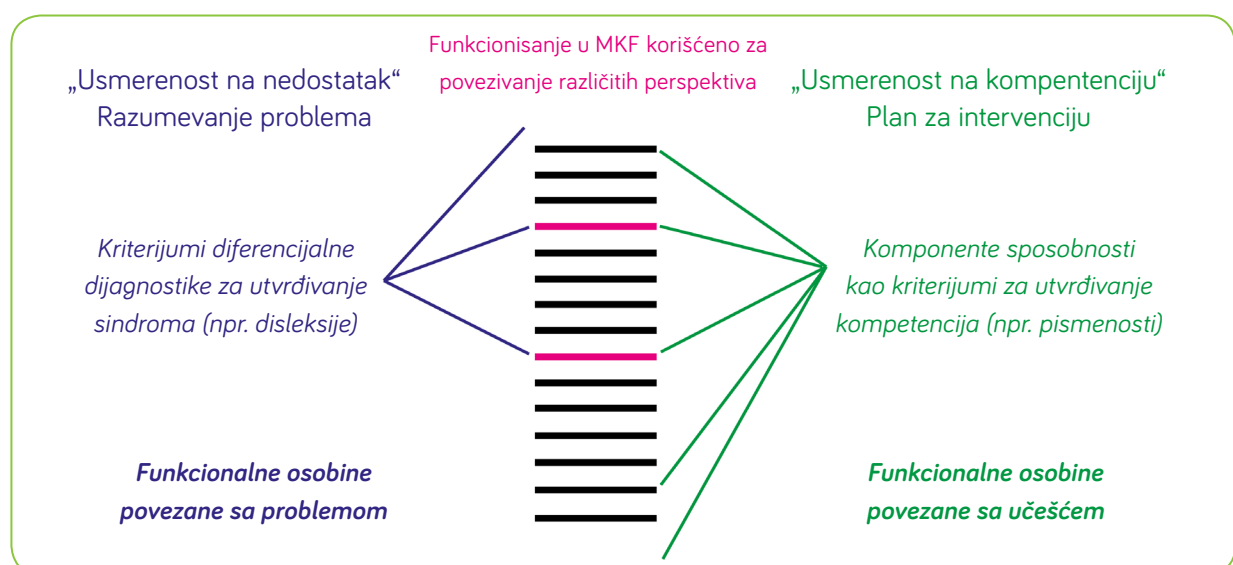 Funkcionisanje u MKF korišćeno za
povezivanje različitih perspektiva
„Usmerenost na nedostatak“
Razumevanje problema
„Usmerenost na kompentenciju“
Plan za intervenciju
Kriterijumi diferencijalne
dijagnostike za utvrđivanje
sindroma (npr. disleksije)
Komponente sposobnosti
kao kriterijumi za utvrđivanje
kompetencija (npr. pismenosti)
Funkcionalne osobine
povezane sa problemom
Funkcionalne osobine
povezane sa učešćem